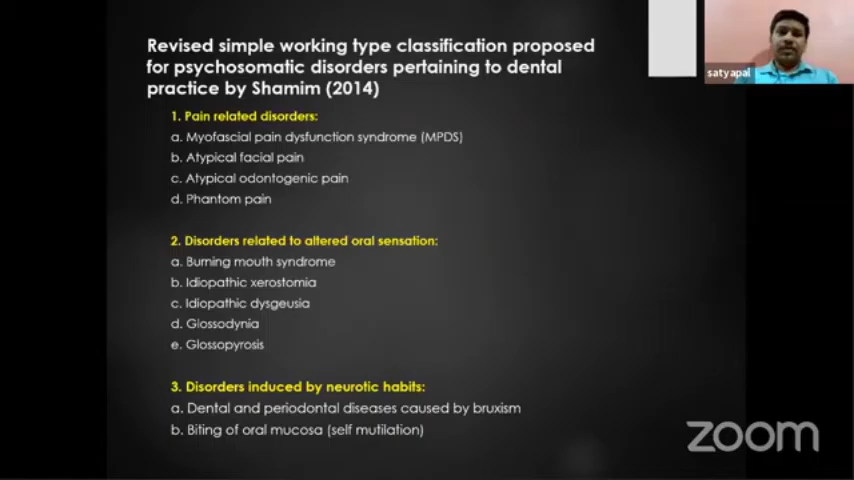 Revised simple working type classification proposed
for psychosomatic disorders pertaining to dental
practice by Shamim (2014)
1. Pain related disorders:
a. Myofascial pain dysfunction syndrome (MPDS)
b. Atypical facial pain
c. Atypical odontogenic pain
d. Phantom pain
2. Disorders related to altered oral sensation:
a. Burning mouth syndrome
b. Idiopathic xerostomia
c. Idiopathic dysgeusia
d. Glossodynia
e. Glossopyrosis
3. Disorders induced by neurotic habits:
a. Dental and periodontal diseases caused by bruxism
b. Biting of oral mucosa (self mutilation)
satyapal
zoom